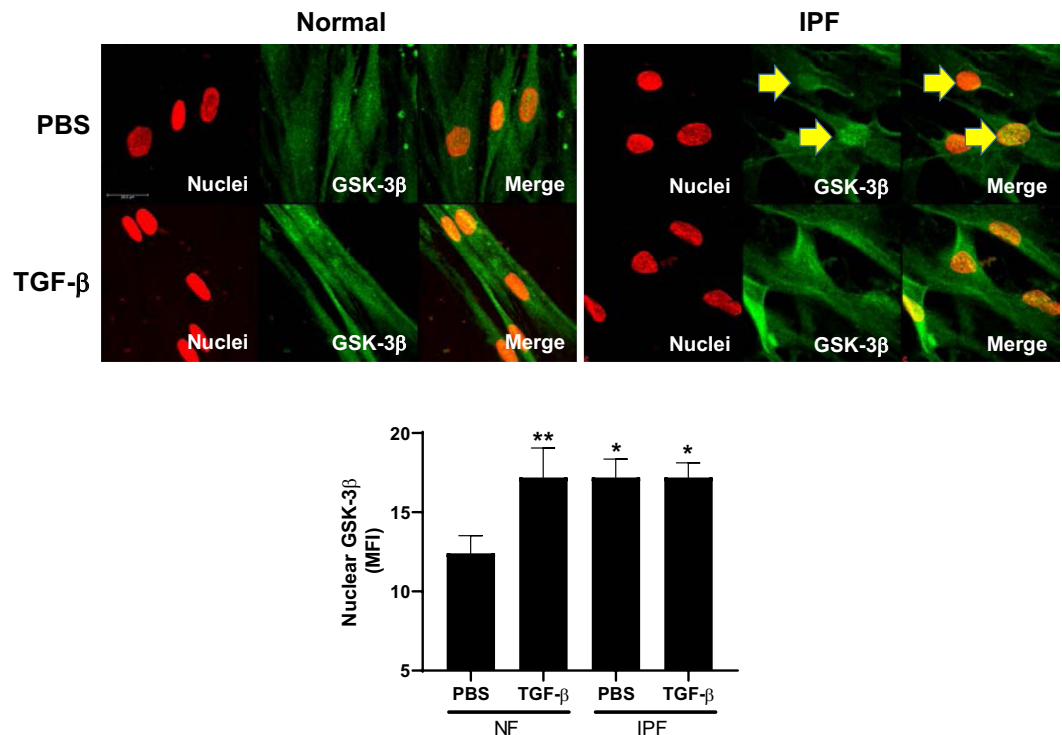 Normal IPF
PBS
Nuclei GSK-3β Merge Nuclei GSK-3β Merge
TGF-β
Nuclei GSK-3β Merge Nuclei GSK-3β Merge
Nuclear GSK-3β
(MFI)
20
15
10
5
** * *
PBS TGF-β PBS TGF-β
NF IPF